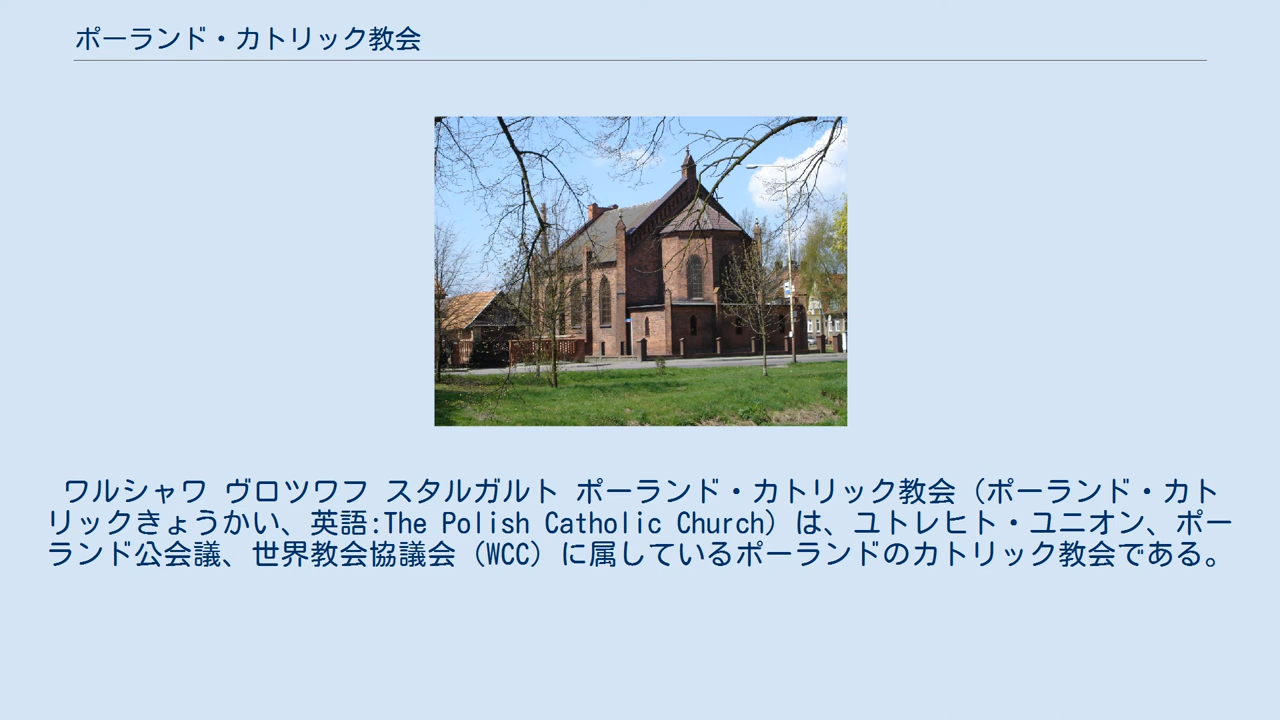 ポーランド・カトリック教会
ワルシャワ ヴロツワフ スタルガルト ポーランド・カトリック教会（ポーランド・カト
リックきょうかい、英語:The Polish Catholic Church）は、ユトレヒト・ユニオン、ポー
ランド公会議、世界教会協議会（WCC）に属しているポーランドのカトリック教会である。